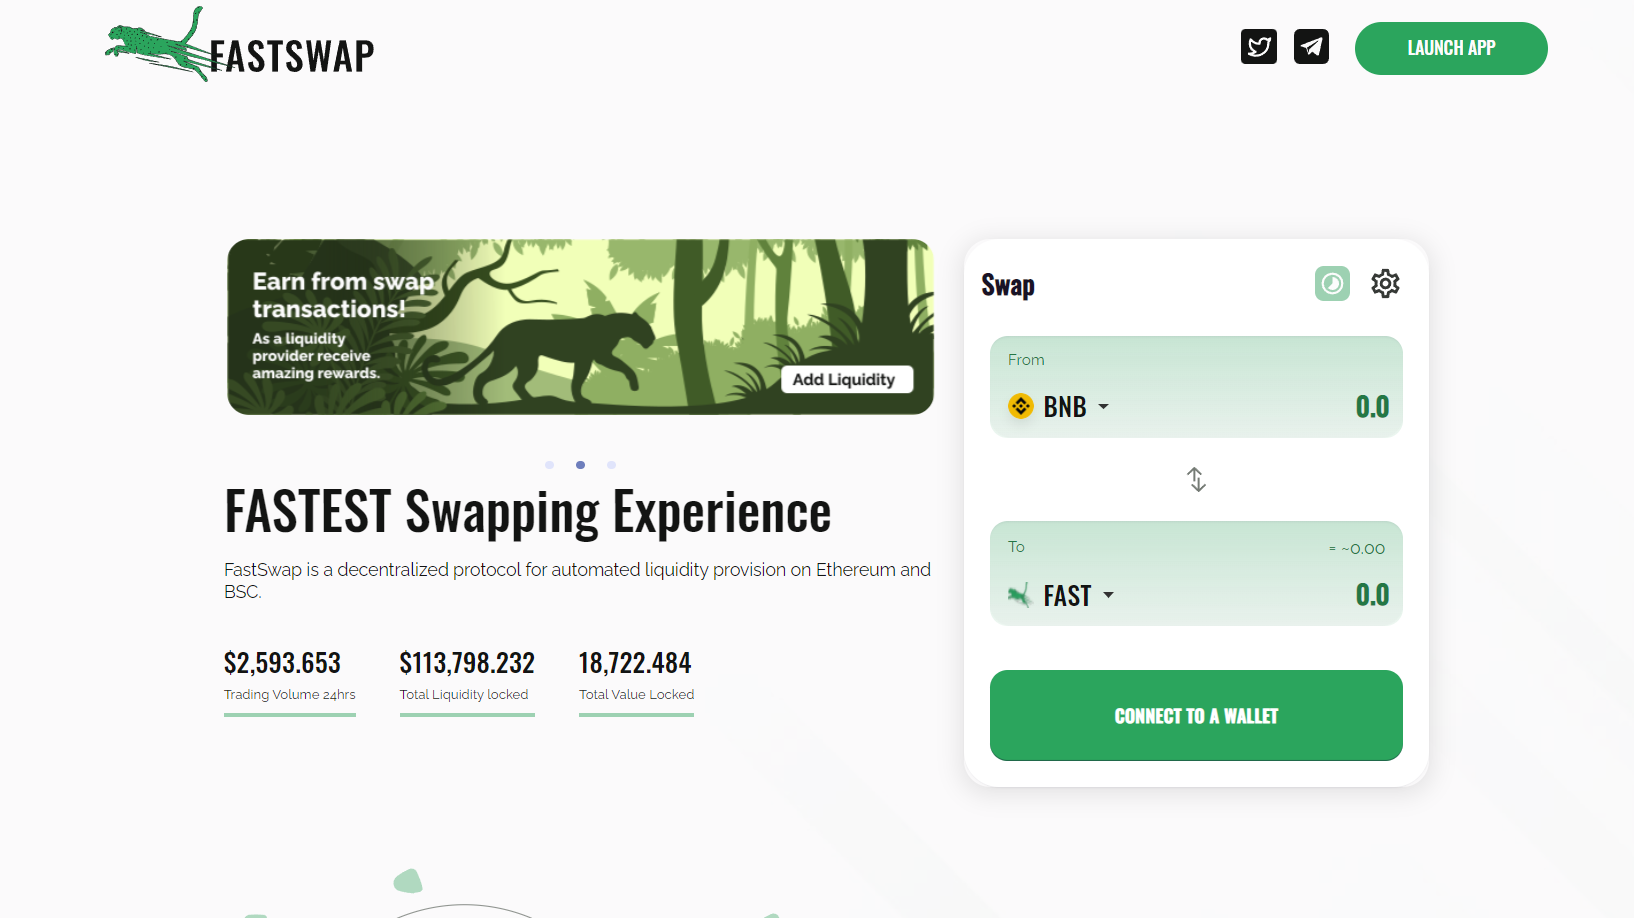 FASTSWAP
LAUNCH APP
Earn from swap
transactions!
As a liquidity
provider receive
amazing rewards.
Add Liquidity
FASTEST Swapping Experience
FastSwap is a decentralized protocol for automated liquidity provision on Ethereum and
BSC.
$2,593.653
Trading Volume 24hrs
$113,798.232
Total Liquidity locked
18,722.484
Total Value Locked
Swap
From
BNB
0.0
To
= ~0.00
FAST
0.0
CONNECT TO A WALLET